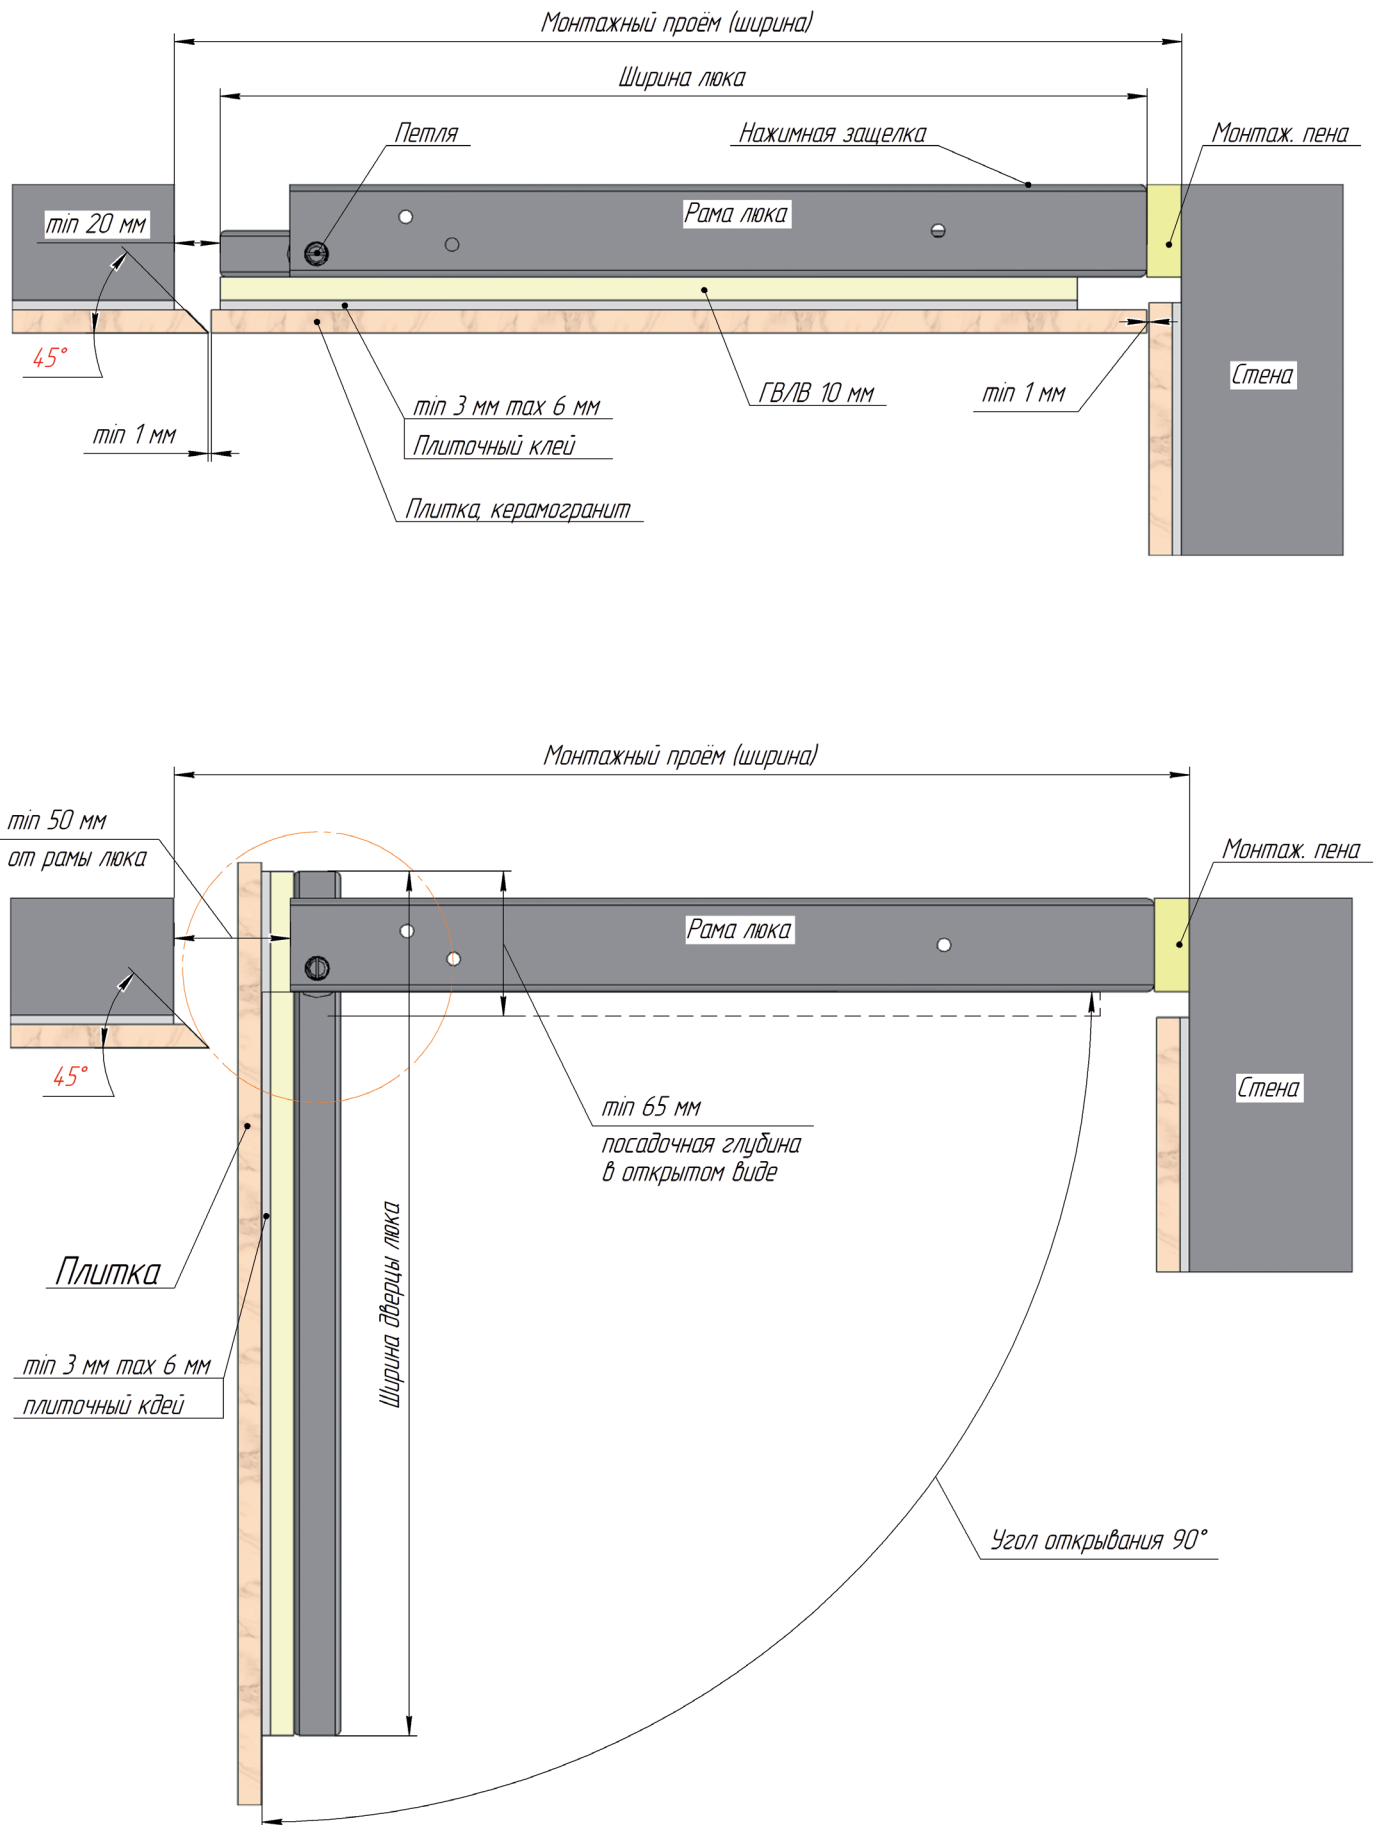 Монтажный проём (ширина)
Ширина люка
Петля
Нажимная защелка
Монтаж. пена
min 20 мм
Рама люка
45°
Стена
min 3 мм max 6 мм
Плиточный клей
ГВЛВ 10 мм
min 1 мм
min 1 мм
Плитка, керамогранит
Монтажный проём (ширина)
min 50 мм
от рамы люка
Монтаж. пена
Рама люка
45°
Стена
min 65 мм
посадочная глубина
в открытом виде
Ширина дверцы люка
Плитка
min 3 мм max 6 мм
плиточный кдей
Угол открывания 90°